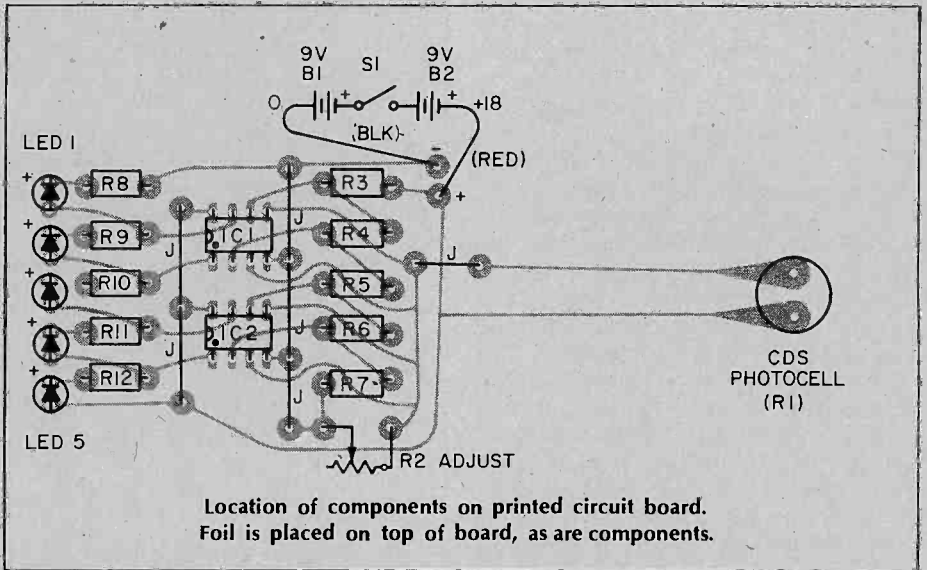 9V S1 9V
B1 B2
+ +
0 +18
(BLK)
(RED)
-
+
LED 1
+ R8 R3
+ R9 J IC1 J R4
J
+ R10 R5
+ R11 J IC2 J R6
+ R12 R7
J
LED 5
R2 ADJUST
CDS
PHOTOCELL
(R1)
Location of components on printed circuit board.
Foil is placed on top of board, as are components.